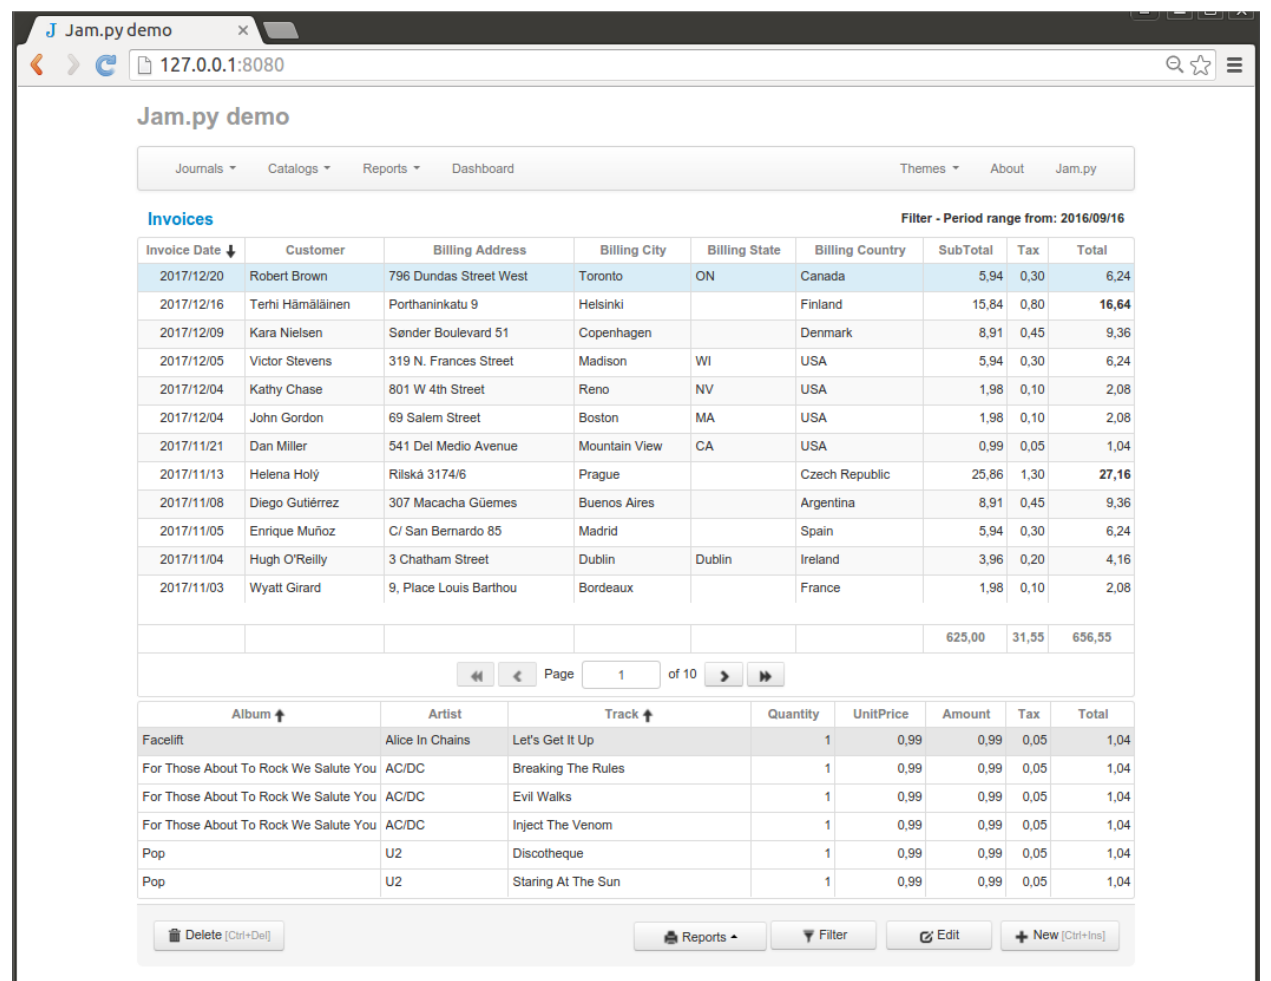 Jam.py demo
127.0.0.1:8080
Jam.py demo
Journals Catalogs Reports Dashboard Themes About Jam.py
Invoices Filter - Period range from: 2016/09/16
Invoice Date Customer Billing Address Billing City Billing State Billing Country SubTotal Tax Total
2017/12/20 Robert Brown 796 Dundas Street West Toronto ON Canada 5,94 0,30 6,24
2017/12/16 Terhi Hämäläinen Porthaninkatu 9 Helsinki Finland 15,84 0,80 16,64
2017/12/09 Kara Nielsen Sønder Boulevard 51 Copenhagen Denmark 8,91 0,45 9,36
2017/12/05 Victor Stevens 319 N. Frances Street Madison WI USA 5,94 0,30 6,24
2017/12/04 Kathy Chase 801 W 4th Street Reno NV USA 1,98 0,10 2,08
2017/12/04 John Gordon 69 Salem Street Boston MA USA 1,98 0,10 2,08
2017/11/21 Dan Miller 541 Del Medio Avenue Mountain View CA USA 0,99 0,05 1,04
2017/11/13 Helena Holý Rilská 3174/6 Prague Czech Republic 25,86 1,30 27,16
2017/11/08 Diego Gutiérrez 307 Macacha Güemes Buenos Aires Argentina 8,91 0,45 9,36
2017/11/05 Enrique Muñoz C/ San Bernardo 85 Madrid Spain 5,94 0,30 6,24
2017/11/04 Hugh O'Reilly 3 Chatham Street Dublin Dublin Ireland 3,96 0,20 4,16
2017/11/03 Wyatt Girard 9, Place Louis Barthou Bordeaux France 1,98 0,10 2,08
625,00 31,55 656,55
Page 1 of 10
Album Artist Track Quantity UnitPrice Amount Tax Total
Facelift Alice In Chains Let's Get It Up 1 0,99 0,99 0,05 1,04
For Those About To Rock We Salute You AC/DC Breaking The Rules 1 0,99 0,99 0,05 1,04
For Those About To Rock We Salute You AC/DC Evil Walks 1 0,99 0,99 0,05 1,04
For Those About To Rock We Salute You AC/DC Inject The Venom 1 0,99 0,99 0,05 1,04
Pop U2 Discotheque 1 0,99 0,99 0,05 1,04
Pop U2 Staring At The Sun 1 0,99 0,99 0,05 1,04
Delete [Ctrl+Del] Reports Filter Edit New [Ctrl+Ins]